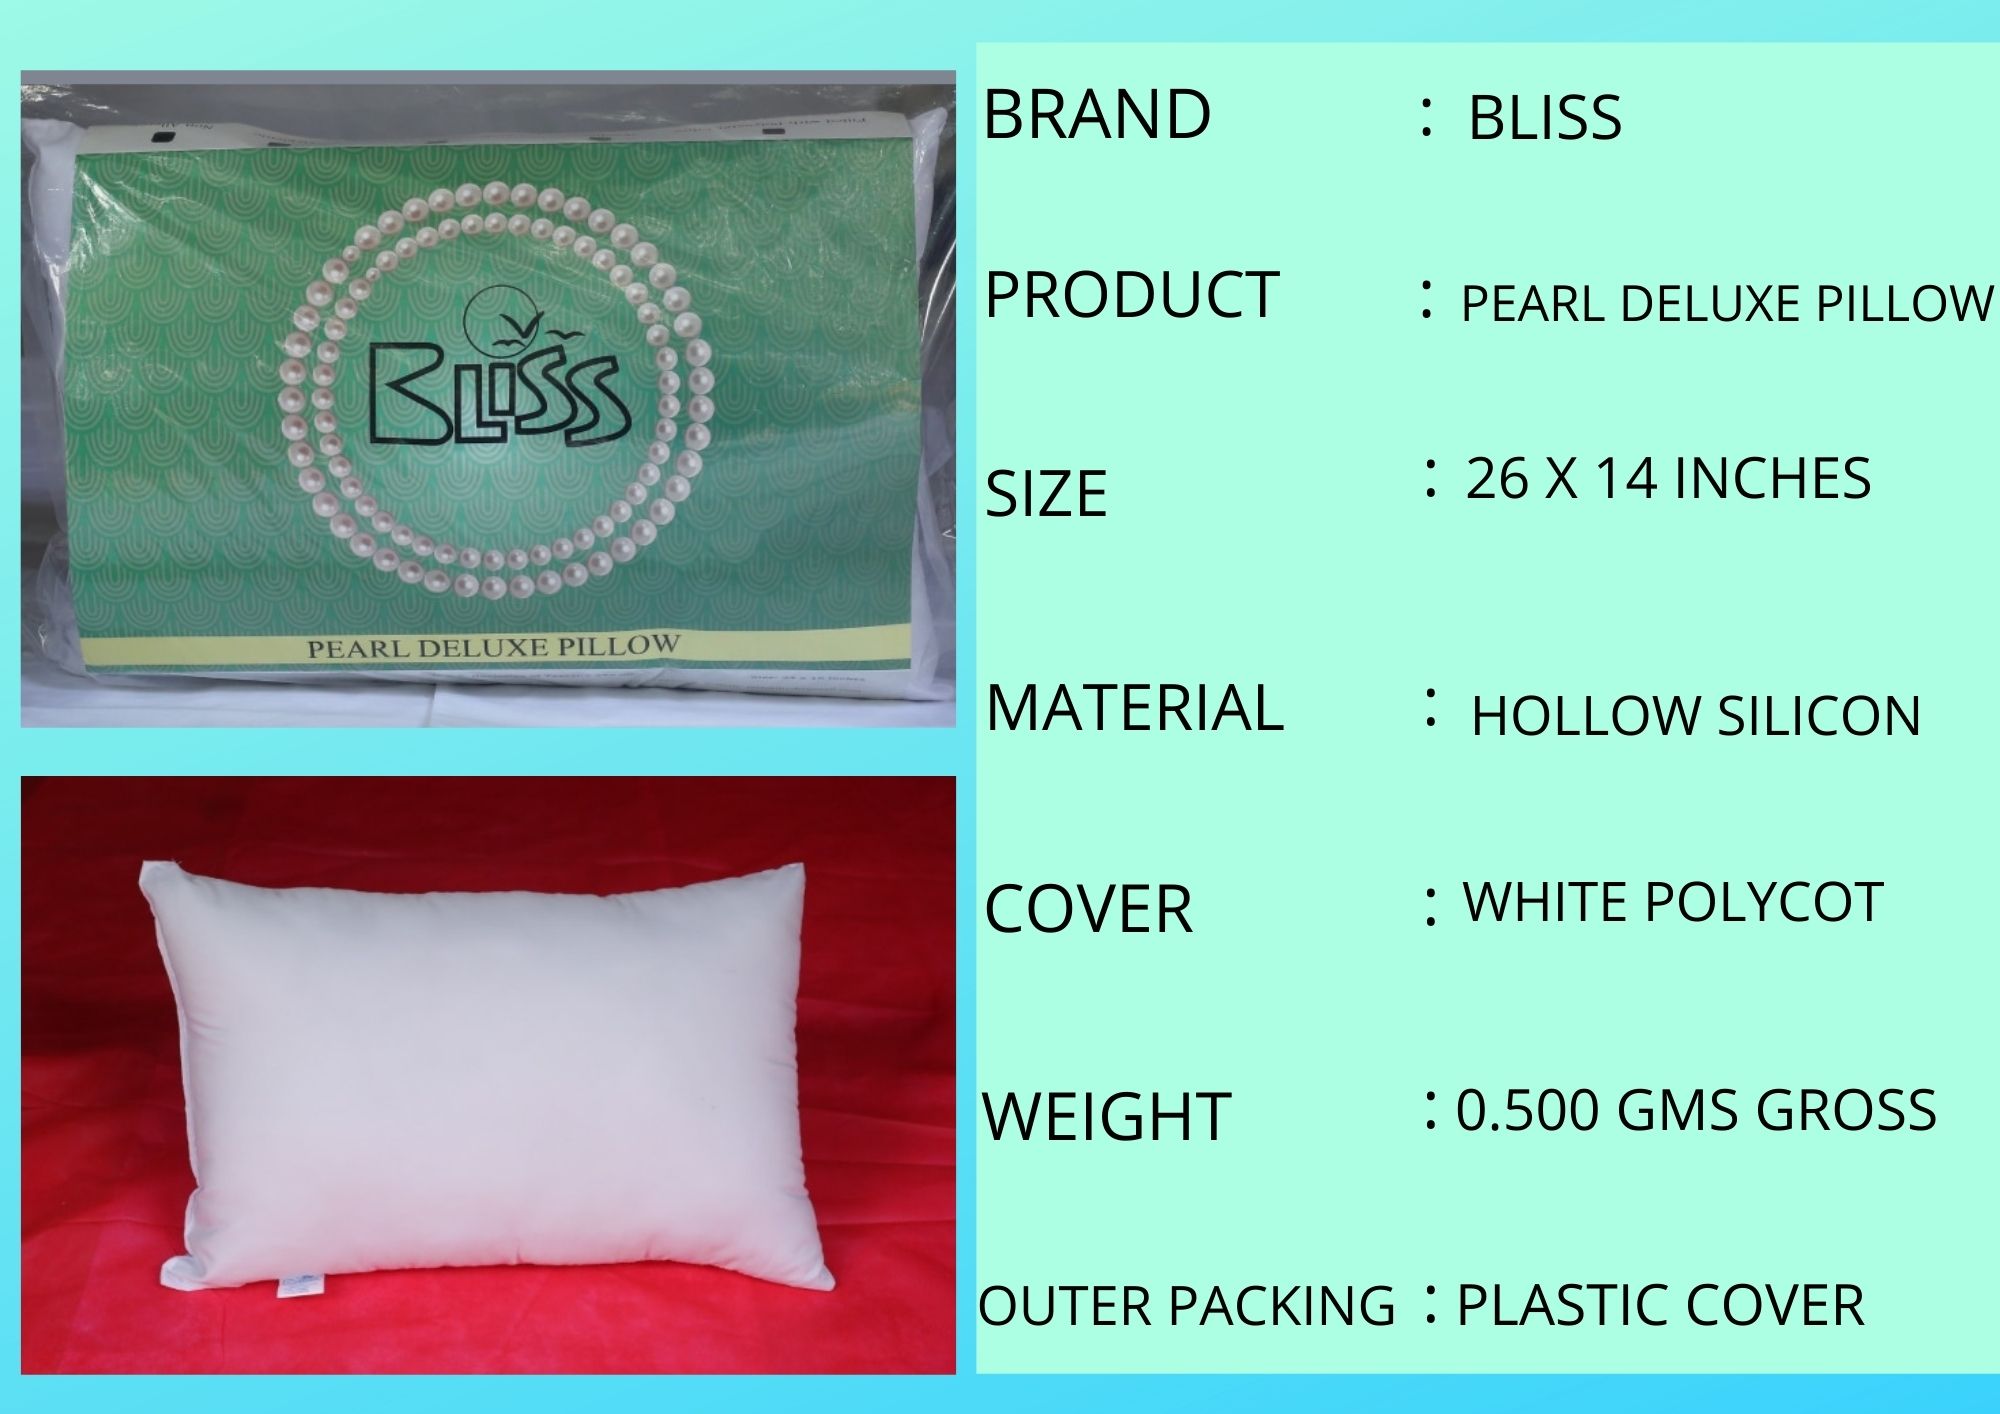 BLISS
PEARL DELUXE PILLOW
BRAND : BLISS
PRODUCT : PEARL DELUXE PILLOW
SIZE : 26 X 14 INCHES
MATERIAL : HOLLOW SILICON
COVER : WHITE POLYCOT
WEIGHT : 0.500 GMS GROSS
OUTER PACKING : PLASTIC COVER